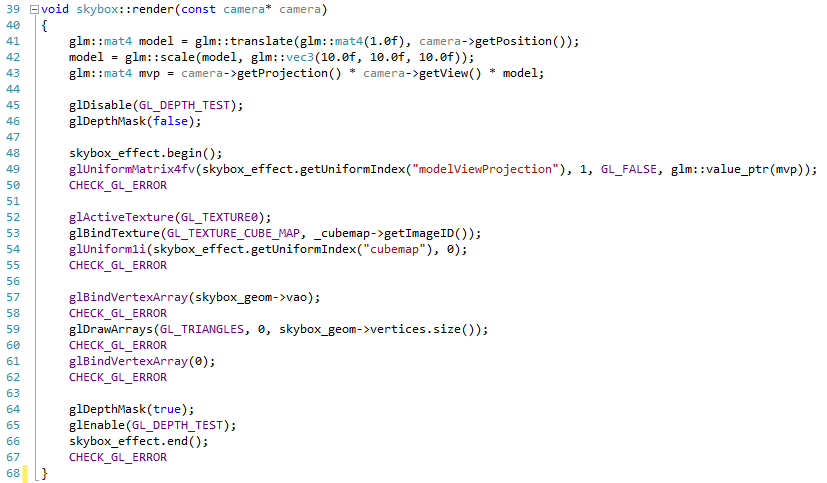 39 void skybox::render(const camera* camera)
40 {
41     glm::mat4 model = glm::translate(glm::mat4(1.0f), camera->getPosition());
42     model = glm::scale(model, glm::vec3(10.0f, 10.0f, 10.0f));
43     glm::mat4 mvp = camera->getProjection() * camera->getView() * model;
44
45     glDisable(GL_DEPTH_TEST);
46     glDepthMask(false);
47
48     skybox_effect.begin();
49     glUniformMatrix4fv(skybox_effect.getUniformIndex("modelViewProjection"), 1, GL_FALSE, glm::value_ptr(mvp));
50     CHECK_GL_ERROR
51
52     glActiveTexture(GL_TEXTURE0);
53     glBindTexture(GL_TEXTURE_CUBE_MAP, _cubemap->getImageID());
54     glUniform1i(skybox_effect.getUniformIndex("cubemap"), 0);
55     CHECK_GL_ERROR
56
57     glBindVertexArray(skybox_geom->vao);
58     CHECK_GL_ERROR
59     glDrawArrays(GL_TRIANGLES, 0, skybox_geom->vertices.size());
60     CHECK_GL_ERROR
61     glBindVertexArray(0);
62     CHECK_GL_ERROR
63
64     glDepthMask(true);
65     glEnable(GL_DEPTH_TEST);
66     skybox_effect.end();
67     CHECK_GL_ERROR
68 }